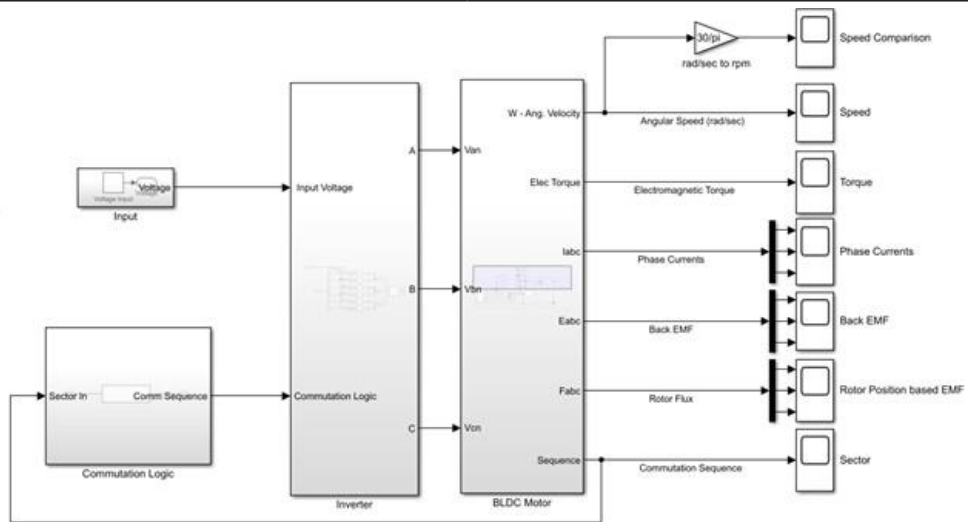 30/pi
Speed Comparison
rad/sec to rpm
W - Ang. Velocity
Angular Speed (rad/sec)
Speed
A
Van
Voltage
Voltage Input
Input
Input Voltage
Elec Torque
Electromagnetic Torque
Torque
Iabc
Phase Currents
Phase Currents
B
Vbn
Eabc
Back EMF
Back EMF
Sector In
Comm Sequence
Commutation Logic
Commutation Logic
Fabc
Rotor Flux
Rotor Position based EMF
C
Vcn
Sequence
Commutation Sequence
Sector
Inverter
BLDC Motor